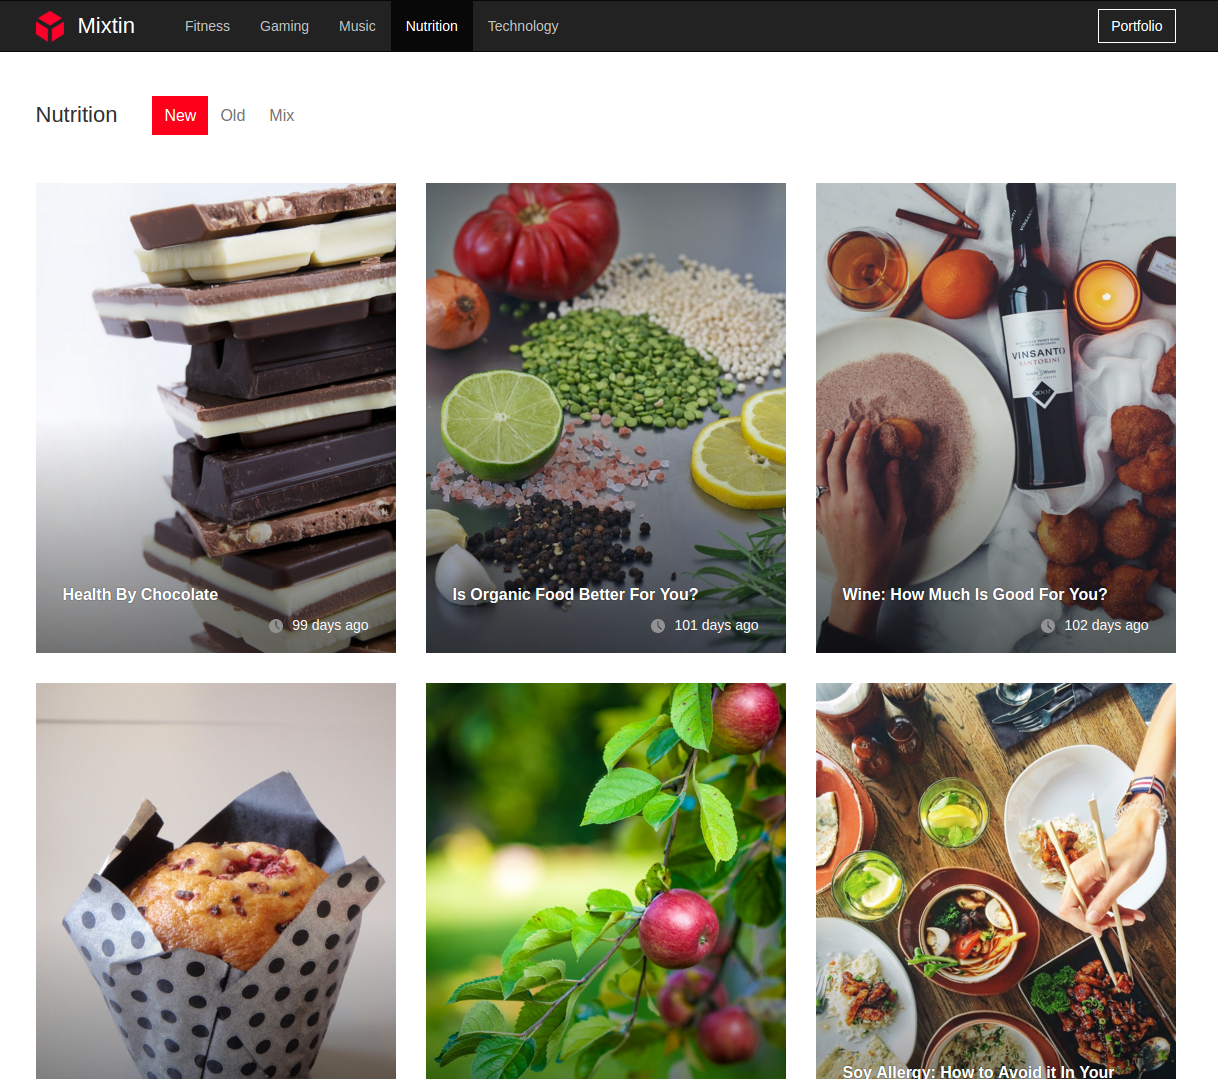 Mixtin
Fitness
Gaming
Music
Nutrition
Technology
Portfolio
Nutrition
New
Old
Mix
Health By Chocolate
99 days ago
Is Organic Food Better For You?
101 days ago
VINSANTO
SANTORINI
2005
Wine: How Much Is Good For You?
102 days ago
Soy Allergy: How to Avoid it In Your